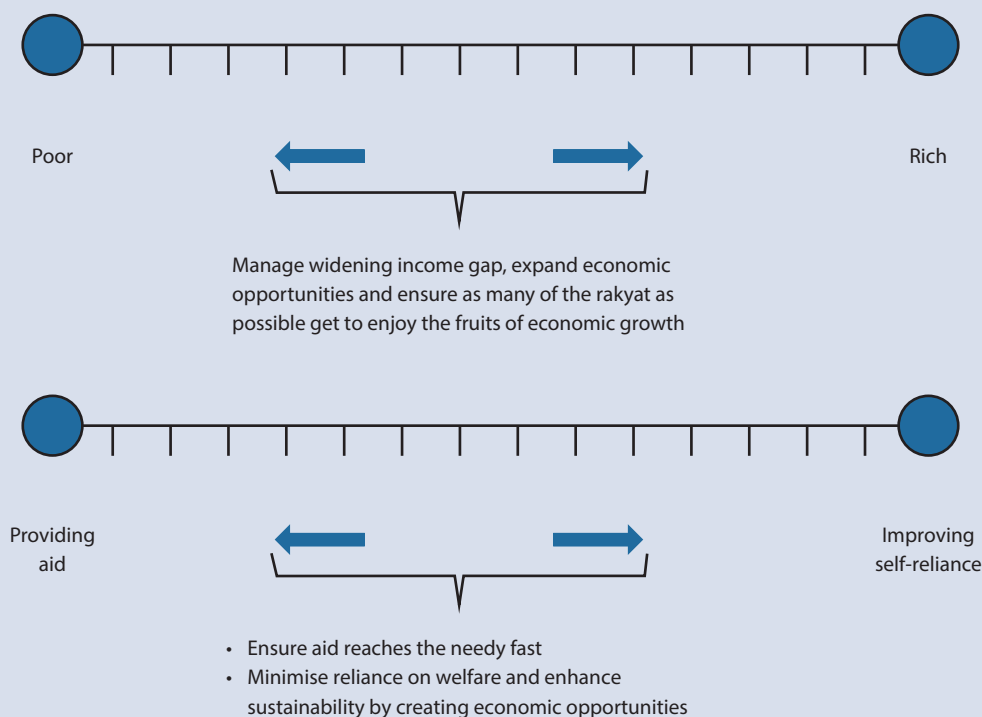 Poor
Rich
Manage widening income gap, expand economic
opportunities and ensure as many of the rakyat as
possible get to enjoy the fruits of economic growth
Providing
aid
Improving
self-reliance
• Ensure aid reaches the needy fast
• Minimise reliance on welfare and enhance
sustainability by creating economic opportunities